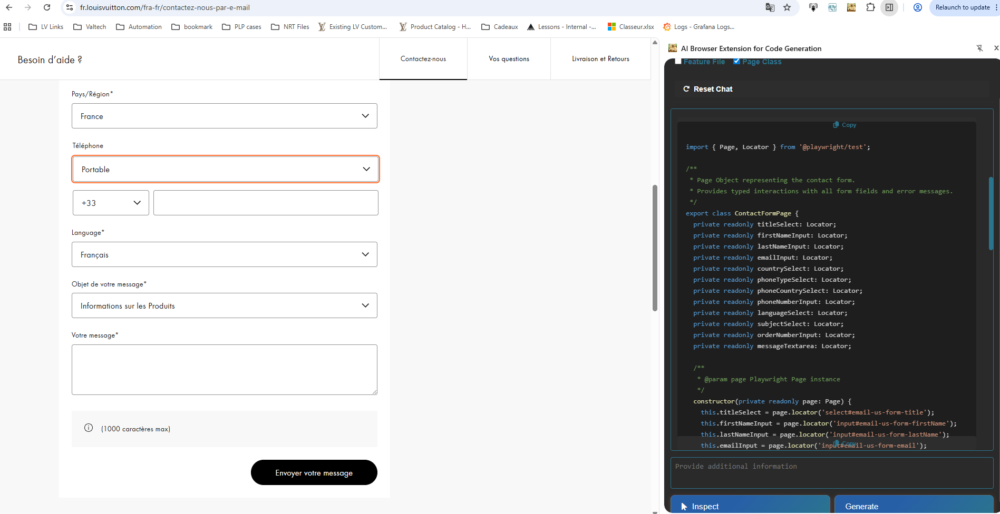 fr.louisvuitton.com/fra-fr/contactez-nous-par-e-mail
Relaunch to update
LV Links
Valtech
Automation
bookmark
PLP cases
NRT Files
Existing LV Custom...
Product Catalog - H...
Cadeaux
Lessons - Internal -...
Classeur.xlsx
Logs - Grafana Logs...
Besoin d'aide ?
Contactez-nous
Vos questions
Livraison et Retours
Pays/Région*
France
Téléphone
Portable
+33
Language*
Français
Objet de votre message*
Informations sur les Produits
Votre message*
(1000 caractères max)
Envoyer votre message
AI Browser Extension for Code Generation
Feature File
Page Class
Reset Chat
Copy
import { Page, Locator } from '@playwright/test';
/**
* Page Object representing the contact form.
* Provides typed interactions with all form fields and error messages.
*/
export class ContactFormPage {
private readonly titleSelect: Locator;
private readonly firstNameInput: Locator;
private readonly lastNameInput: Locator;
private readonly emailInput: Locator;
private readonly countrySelect: Locator;
private readonly phoneTypeSelect: Locator;
private readonly phoneCountrySelect: Locator;
private readonly phoneNumberInput: Locator;
private readonly languageSelect: Locator;
private readonly subjectSelect: Locator;
private readonly orderNumberInput: Locator;
private readonly messageTextarea: Locator;
/**
* @param page Playwright Page instance
*/
constructor(private readonly page: Page) {
this.titleSelect = page.locator('select#email-us-form-title');
this.firstNameInput = page.locator('input#email-us-form-firstName');
this.lastNameInput = page.locator('input#email-us-form-lastName');
this.emailInput = page.locator('input#email-us-form-email');
Copy
Provide additional information
Inspect
Generate